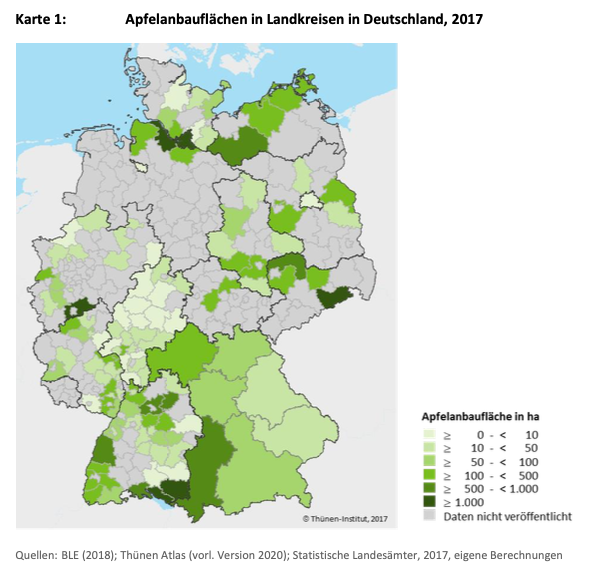 Karte 1: Apfelanbauflächen in Landkreisen in Deutschland, 2017
Apfelanbaufläche in ha
≥ 0 - < 10
≥ 10 - < 50
≥ 50 - < 100
≥ 100 - < 500
≥ 500 - < 1.000
≥ 1.000
Daten nicht veröffentlicht
© Thünen-Institut, 2017
Quellen: BLE (2018); Thünen Atlas (vorl. Version 2020); Statistische Landesämter, 2017, eigene Berechnungen